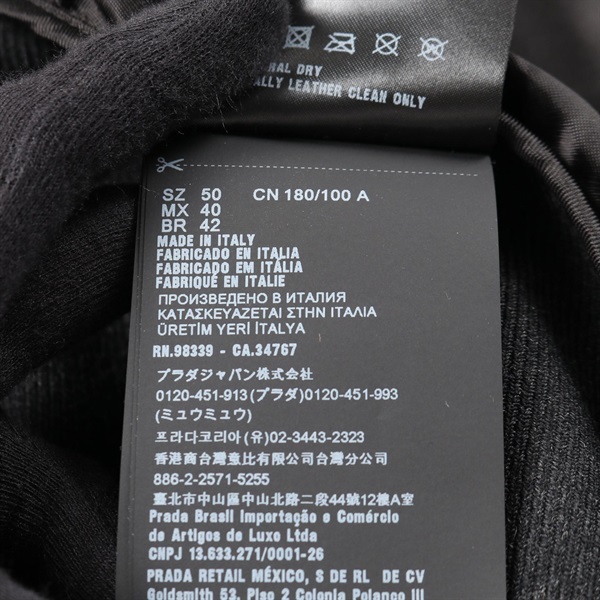 RAL DRY
ALLY LEATHER CLEAN ONLY
SZ 50 CN 180/100 A
MX 40
BR 42
MADE IN ITALY
FABRICADO EN ITALIA
FABRICADO EM ITÁLIA
FABRIQUÉ EN ITALIE
ПРОИЗВЕДЕНО В ИТАЛИЯ
ΚΑΤΑΣΚΕΥΑΖΕΤΑΙ ΣΤΗΝ ΙΤΑΛΙΑ
ÜRETİM YERİ İTALYA
RN.98339 - CA.34767
プラダジャパン株式会社
0120-451-913(プラダ) 0120-451-993
(ミュウミュウ)
프라다코리아 (유) 02-3443-2323
香港商台灣意比有限公司台灣分公司
886-2-2571-5255
臺北市中山區中山北路二段44號12樓A室
Prada Brasil Importação e Comércio
de Artigos de Luxo Ltda
CNPJ 13.633.271/0001-26
PRADA RETAIL MÉXICO, S DE RL DE CV
Goldsmith 53, Piso 2 Colonia Polanco III